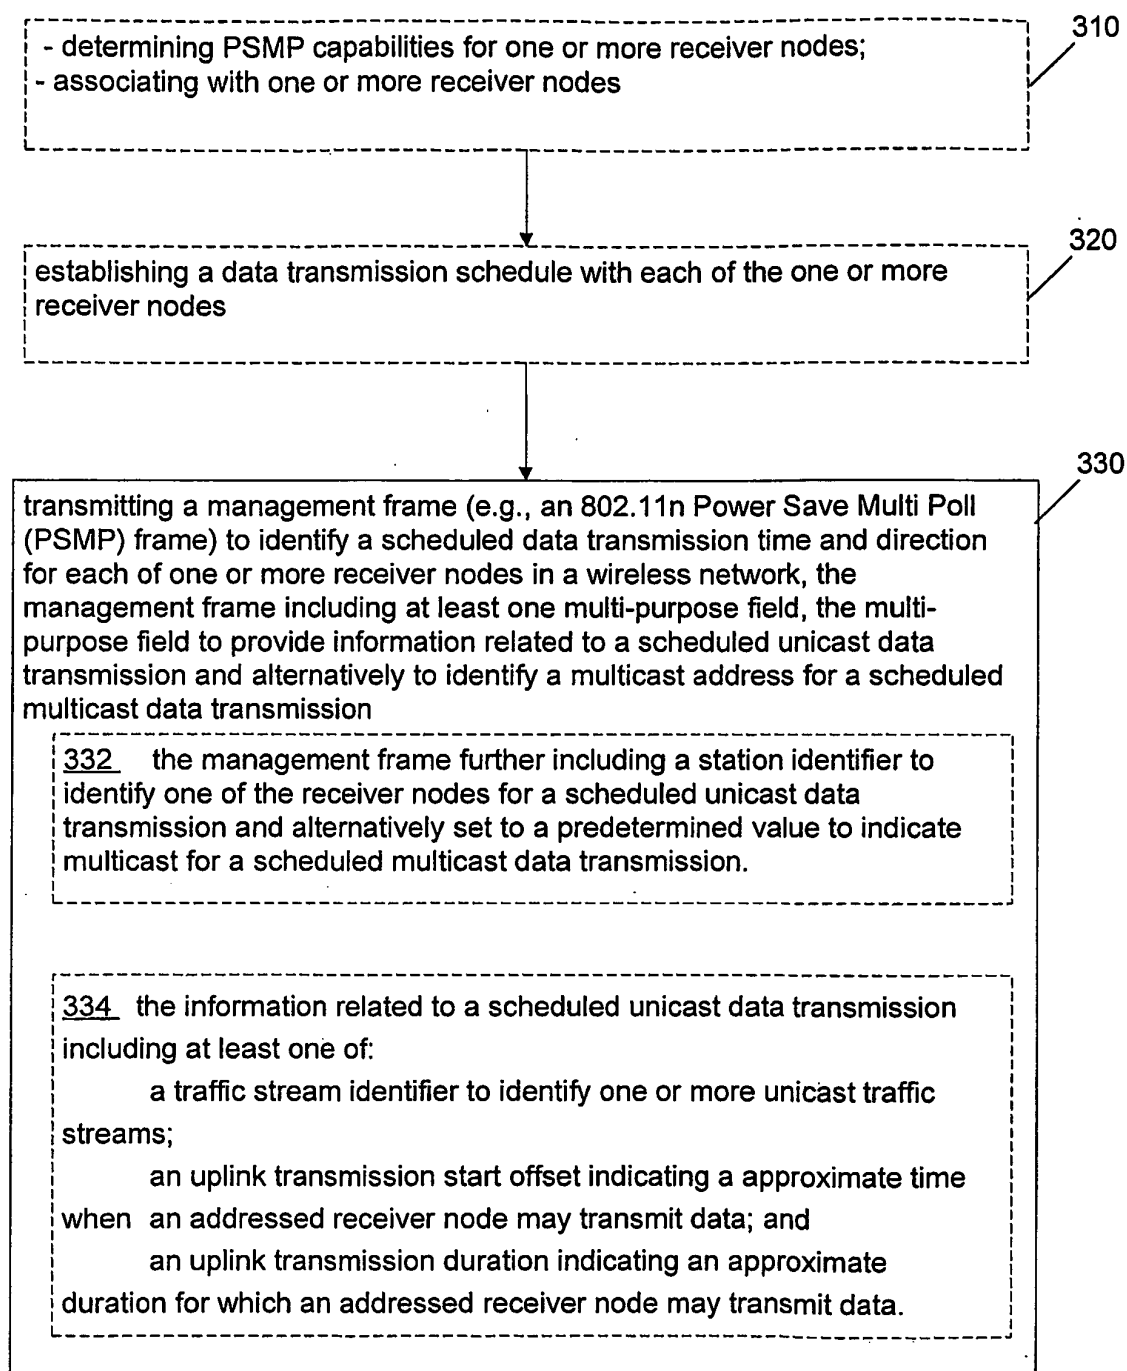 310
- determining PSMP capabilities for one or more receiver nodes;
- associating with one or more receiver nodes
320
establishing a data transmission schedule with each of the one or more
receiver nodes
330
transmitting a management frame (e.g., an 802.11n Power Save Multi Poll
(PSMP) frame) to identify a scheduled data transmission time and direction
for each of one or more receiver nodes in a wireless network, the
management frame including at least one multi-purpose field, the multi-
purpose field to provide information related to a scheduled unicast data
transmission and alternatively to identify a multicast address for a scheduled
multicast data transmission
332 the management frame further including a station identifier to
identify one of the receiver nodes for a scheduled unicast data
transmission and alternatively set to a predetermined value to indicate
multicast for a scheduled multicast data transmission.
334 the information related to a scheduled unicast data transmission
including at least one of:
a traffic stream identifier to identify one or more unicast traffic
streams;
an uplink transmission start offset indicating a approximate time
when an addressed receiver node may transmit data; and
an uplink transmission duration indicating an approximate
duration for which an addressed receiver node may transmit data.